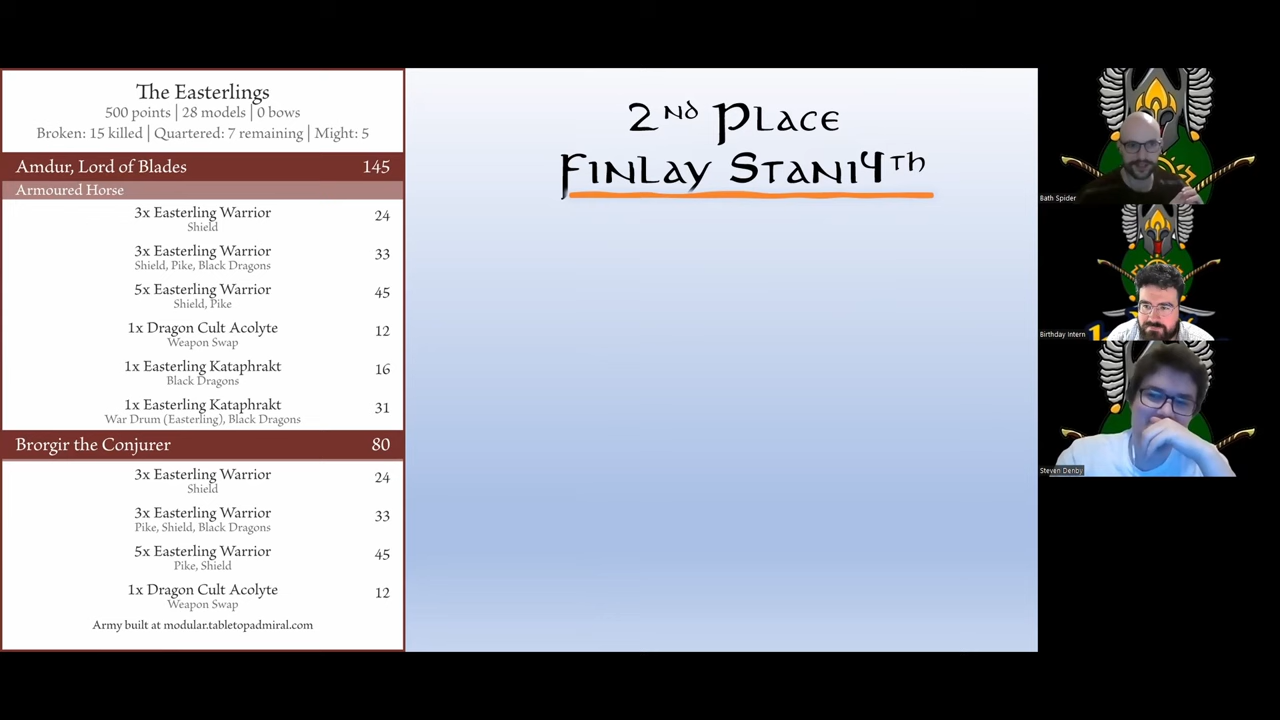 The Easterlings
500 points | 28 models | 0 bows
Broken: 15 killed | Quartered: 7 remaining | Might: 5
Amdur, Lord of Blades 145
Armoured Horse
3x Easterling Warrior 24
Shield
3x Easterling Warrior 33
Shield, Pike, Black Dragons
5x Easterling Warrior 45
Shield, Pike
1x Dragon Cult Acolyte 12
Weapon Swap
1x Easterling Kataphrakt 16
Black Dragons
1x Easterling Kataphrakt 31
War Drum (Easterling), Black Dragons
Brorgir the Conjurer 80
3x Easterling Warrior 24
Shield
3x Easterling Warrior 33
Pike, Shield, Black Dragons
5x Easterling Warrior 45
Pike, Shield
1x Dragon Cult Acolyte 12
Weapon Swap
Army built at modular.tabletopadmiral.com
2nd Place
Finlay Stani4th
Bath Spider
Birthday Intern
1
Steven Denby